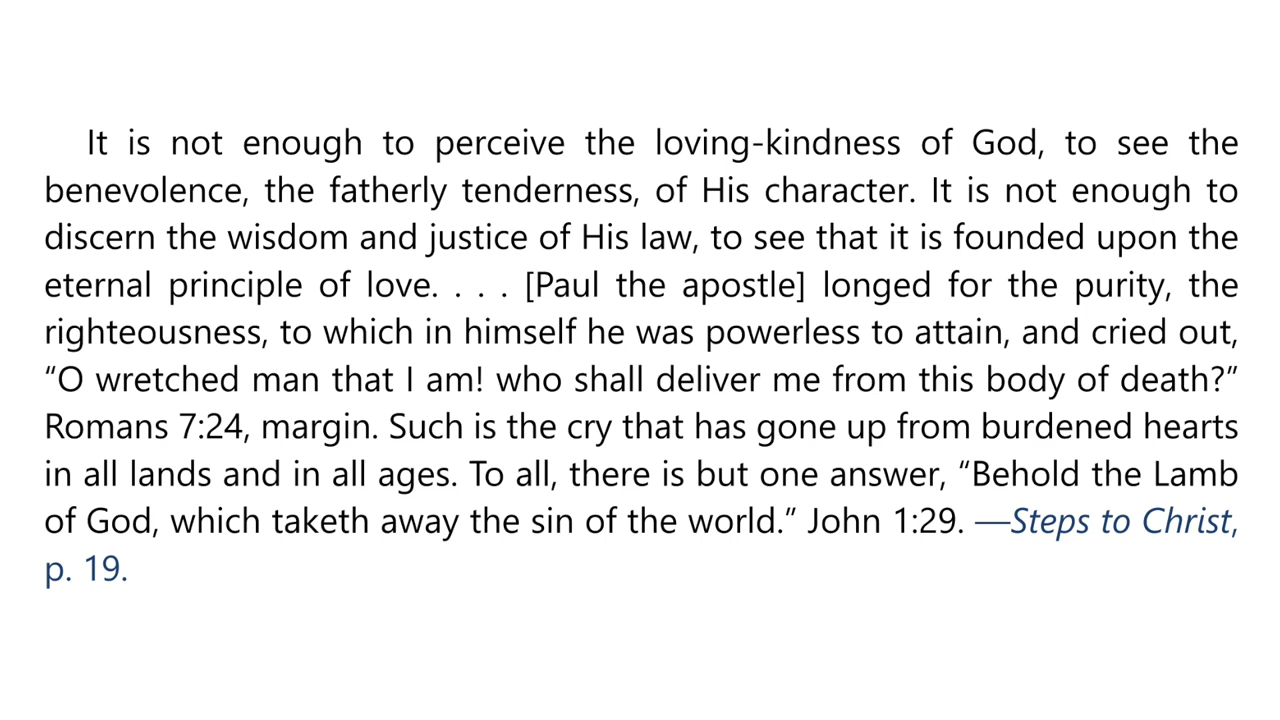 It is not enough to perceive the loving-kindness of God, to see the
benevolence, the fatherly tenderness, of His character. It is not enough to
discern the wisdom and justice of His law, to see that it is founded upon the
eternal principle of love. . . . [Paul the apostle] longed for the purity, the
righteousness, to which in himself he was powerless to attain, and cried out,
“O wretched man that I am! who shall deliver me from this body of death?”
Romans 7:24, margin. Such is the cry that has gone up from burdened hearts
in all lands and in all ages. To all, there is but one answer, “Behold the Lamb
of God, which taketh away the sin of the world.” John 1:29. —Steps to Christ,
p. 19.